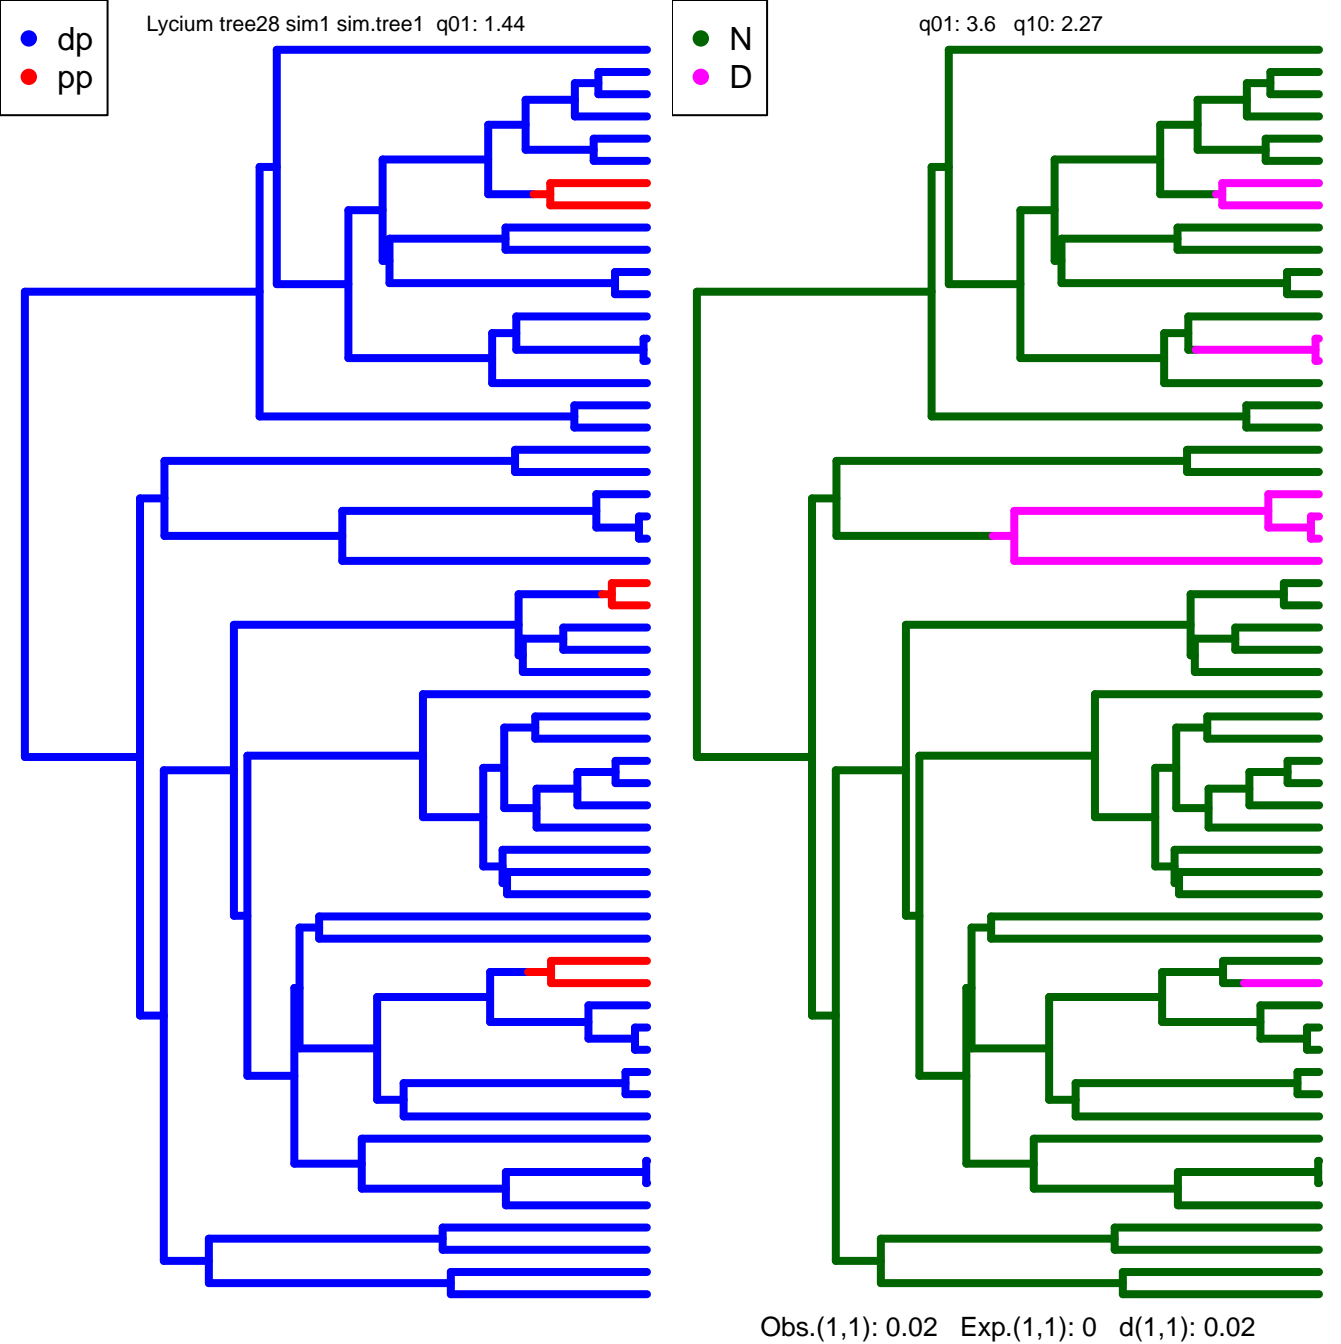 Lycium tree28 sim1 sim.tree1  q01: 1.44
dp
pp
q01: 3.6   q10: 2.27
N
D
Obs.(1,1): 0.02   Exp.(1,1): 0   d(1,1): 0.02